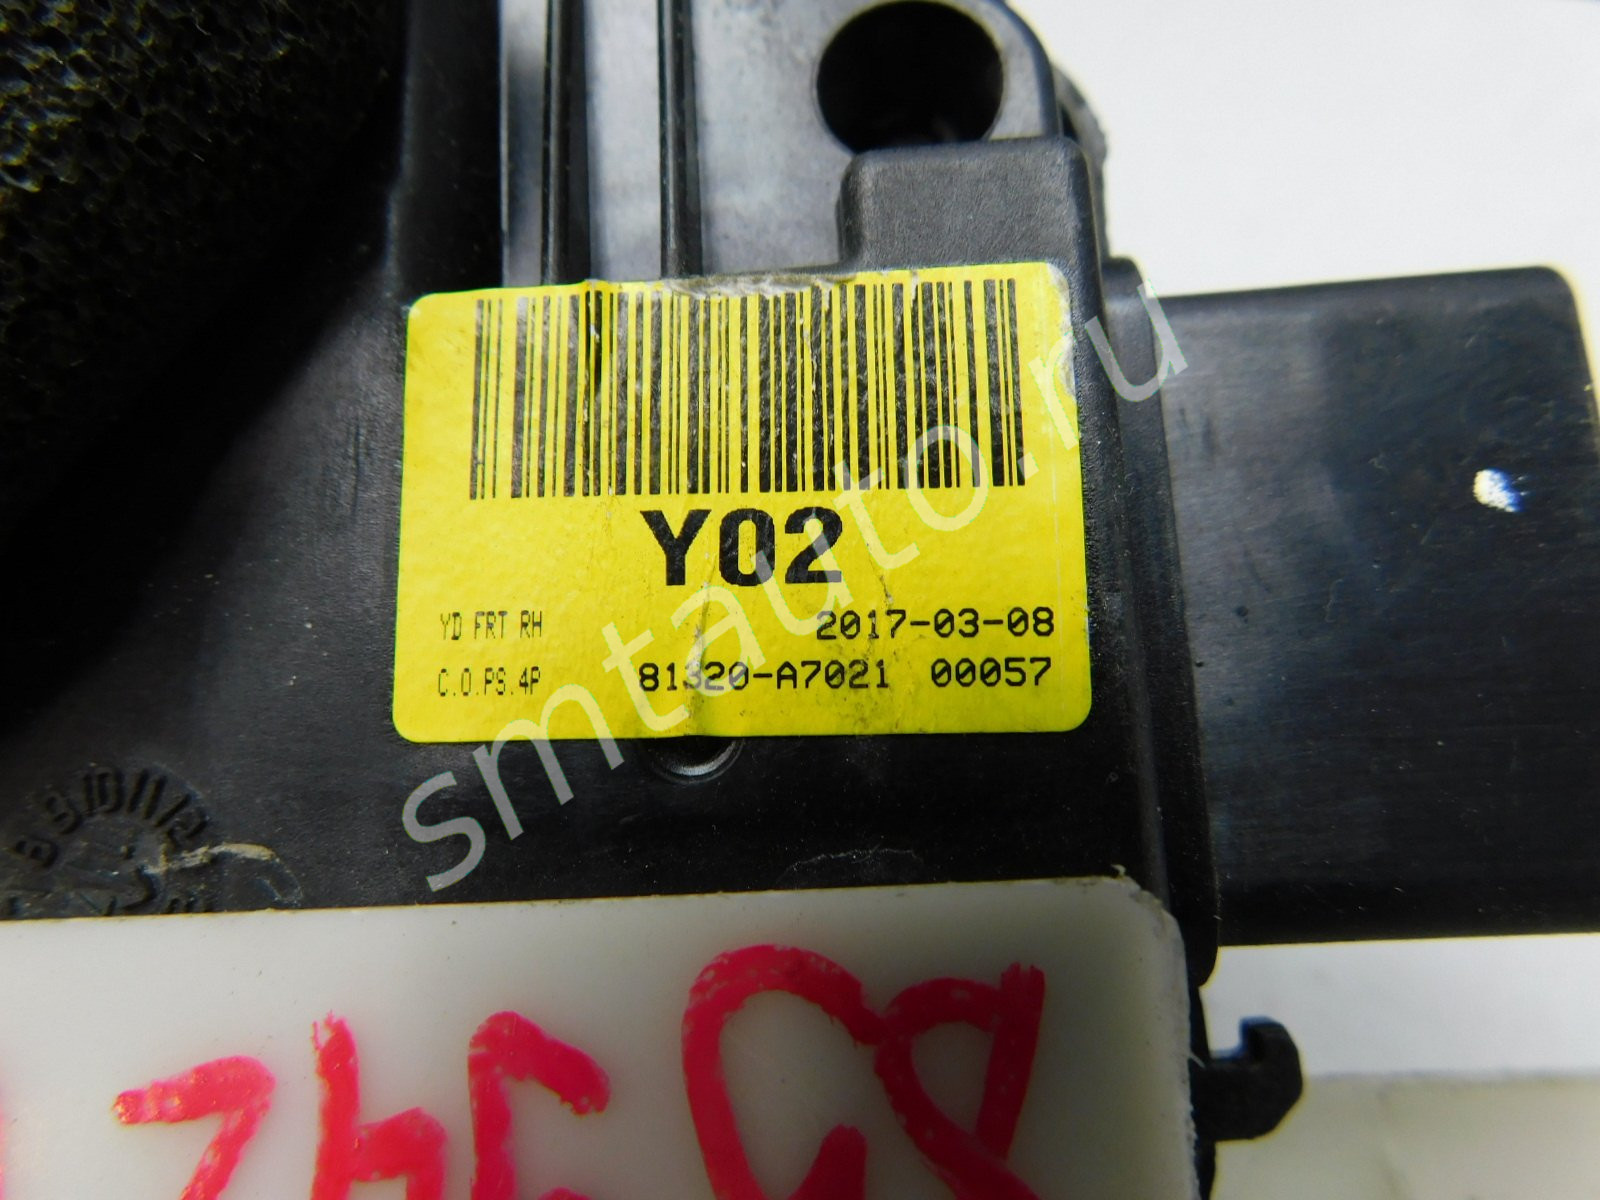 Y02
YD FRT RH 2017-03-08
C.O.PS.4P 81320-A7021 00057
smtauto.ru